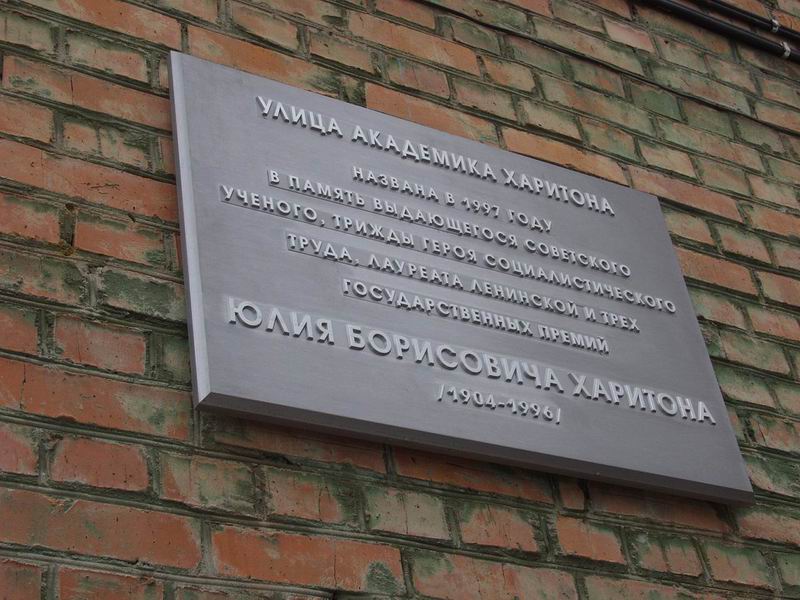 УЛИЦА АКАДЕМИКА ХАРИТОНА
НАЗВАНА В 1997 ГОДУ
В ПАМЯТЬ ВЫДАЮЩЕГОСЯ СОВЕТСКОГО
УЧЕНОГО, ТРИЖДЫ ГЕРОЯ СОЦИАЛИСТИЧЕСКОГО
ТРУДА, ЛАУРЕАТА ЛЕНИНСКОЙ И ТРЕХ
ГОСУДАРСТВЕННЫХ ПРЕМИЙ
ЮЛИЯ БОРИСОВИЧА ХАРИТОНА
/1904-1996/